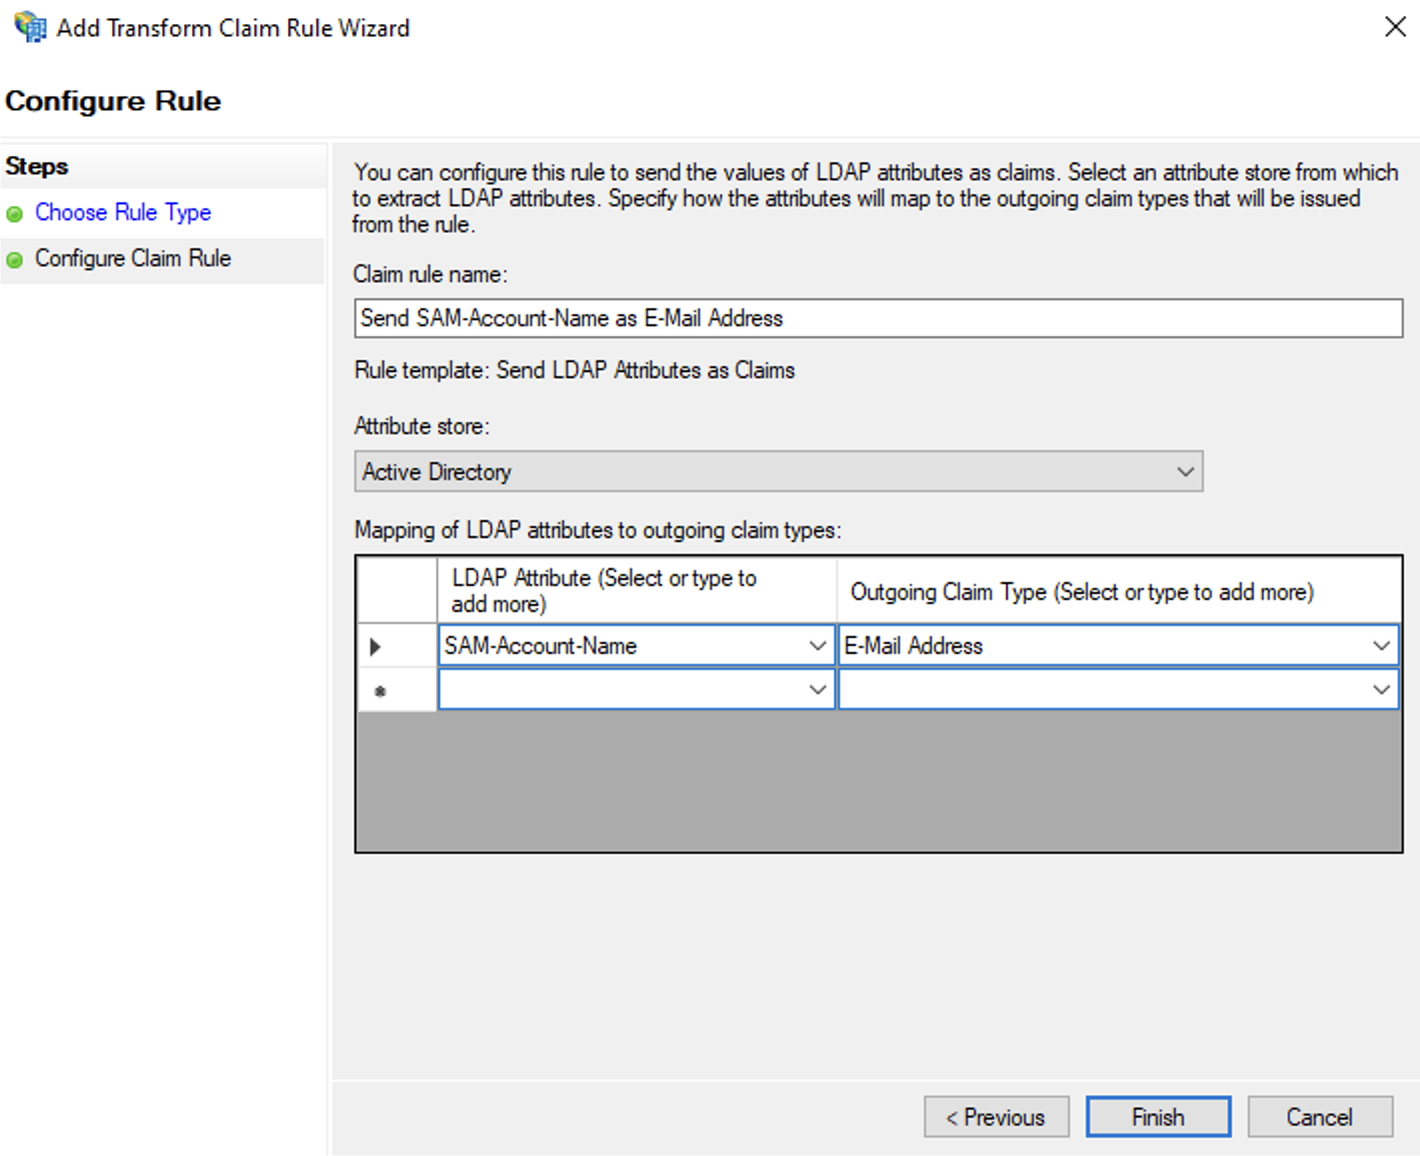 Add Transform Claim Rule Wizard
Configure Rule
Steps
Choose Rule Type
Configure Claim Rule
You can configure this rule to send the values of LDAP attributes as claims. Select an attribute store from which
to extract LDAP attributes. Specify how the attributes will map to the outgoing claim types that will be issued
from the rule.
Claim rule name:
Send SAM-Account-Name as E-Mail Address
Rule template: Send LDAP Attributes as Claims
Attribute store:
Active Directory
Mapping of LDAP attributes to outgoing claim types:
LDAP Attribute (Select or type to
add more)
Outgoing Claim Type (Select or type to add more)
SAM-Account-Name
E-Mail Address
< Previous
Finish
Cancel